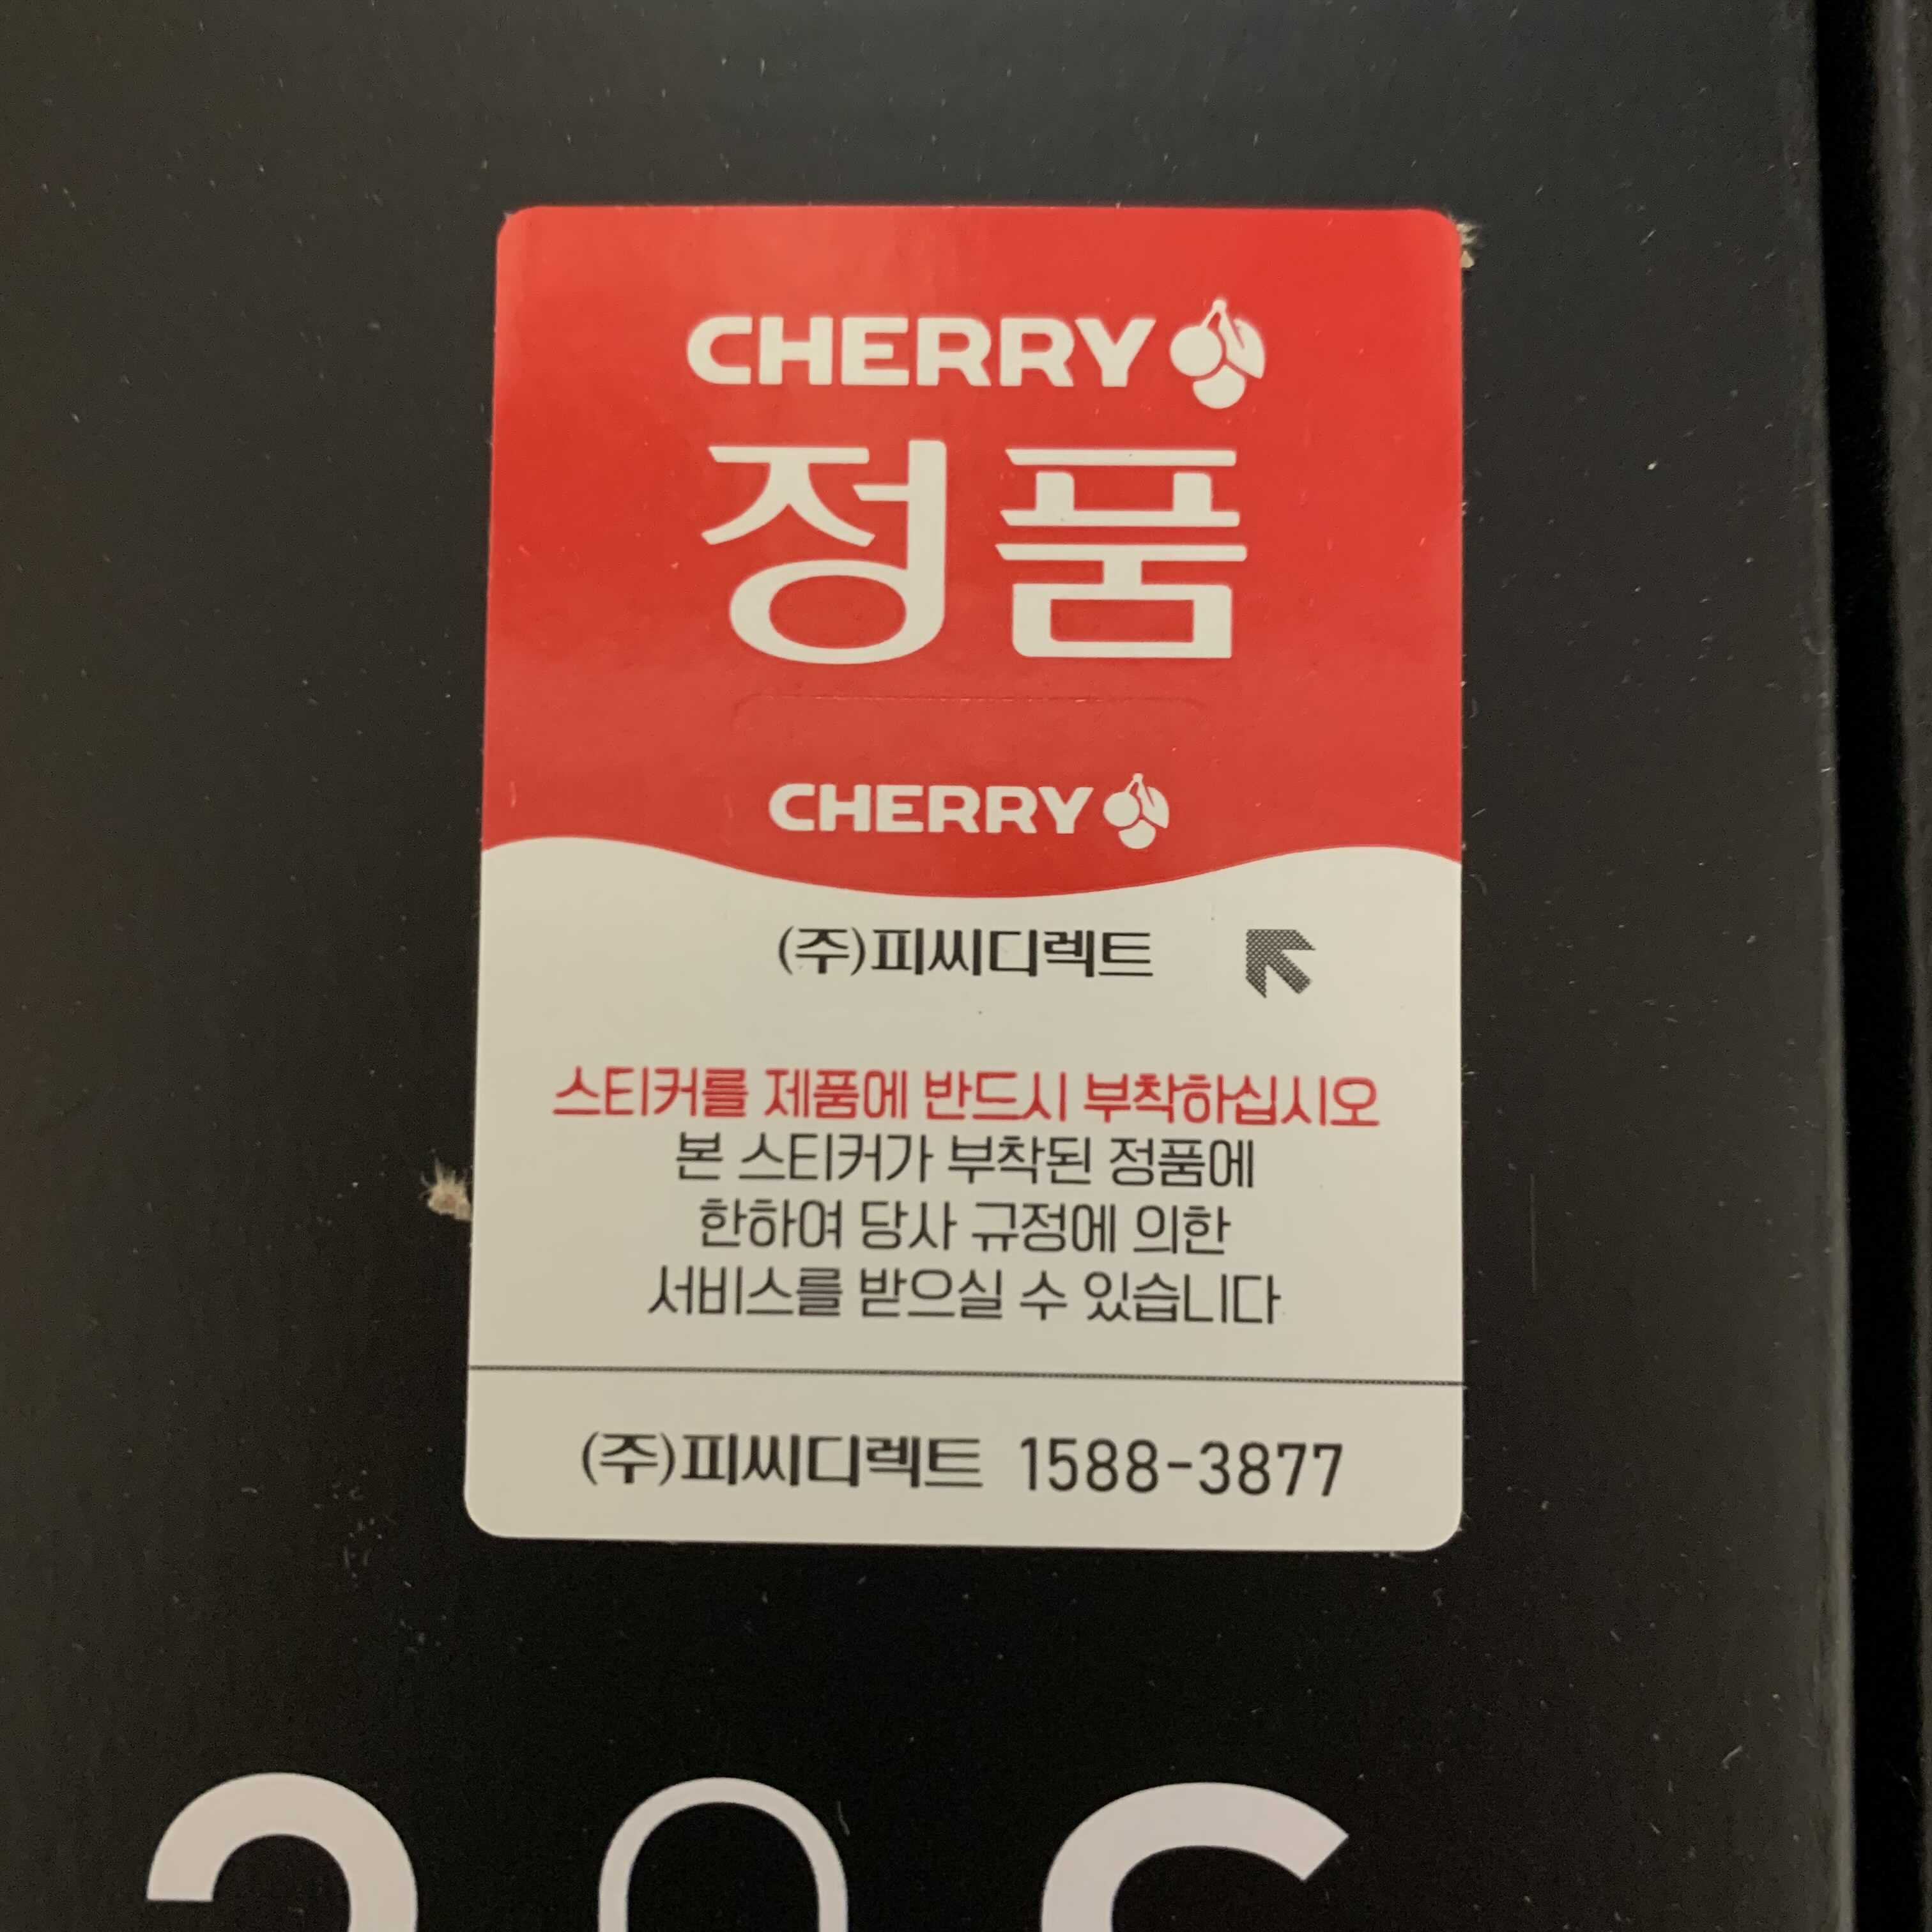 CHERRY
정품
CHERRY
(주)피씨디렉트
스티커를 제품에 반드시 부착하십시오
본 스티커가 부착된 정품에
한하여 당사 규정에 의한
서비스를 받으실 수 있습니다
(주)피씨디렉트 1588-3877